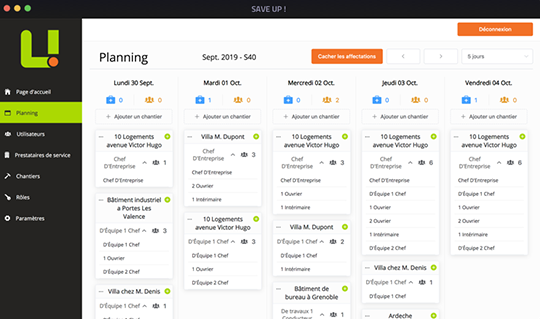 SAVE UP !
Déconnexion
Planning
Sept. 2019 - S40
Cacher les affectations
5 jours
Page d'accueil
Planning
Utilisateurs
Prestataires de service
Chantiers
Rôles
Paramètres
Lundi 30 Sept.
0 0
+ Ajouter un chantier
10 Logements
avenue Victor Hugo
Chef
D'Entreprise 1
Chef D'Entreprise
Bâtiment industriel
a Portes Les
Valence
D'Équipe 1 Chef 3
D'Équipe 1 Chef
1 Ouvrier
D'Équipe 2 Chef
Villa chez M. Denis
D'Équipe 1 Chef 3
Mardi 01 Oct.
1 0
+ Ajouter un chantier
Villa M. Dupont
Chef
D'Entreprise 3
Chef D'Entreprise
2 Ouvrier
1 Intérimaire
10 Logements
avenue Victor Hugo
D'Équipe 1 Chef 3
D'Équipe 1 Chef
1 Ouvrier
D'Équipe 2 Chef
Mercredi 02 Oct.
0 2
+ Ajouter un chantier
10 Logements
avenue Victor Hugo
Chef
D'Entreprise 3
Chef D'Entreprise
1 Ouvrier
1 Intérimaire
Villa M. Dupont
D'Équipe 1 Chef 2
D'Équipe 1 Chef
1 Intérimaire
Bâtiment de
bureau à Grenoble
De travaux 1
Conducteur
Jeudi 03 Oct.
1 0
+ Ajouter un chantier
10 Logements
avenue Victor Hugo
Chef
D'Entreprise 6
Chef D'Entreprise
D'Équipe 1 Chef
1 Ouvrier
1 Intérimaire
D'Équipe 2 Chef
Villa chez M. Denis
D'Équipe 1 Chef 1
D'Équipe 1 Chef
Ardeche
Vendredi 04 Oct.
1 0
+ Ajouter un chantier
10 Logements
avenue Victor Hugo
Chef
D'Entreprise 6
Chef D'Entreprise
D'Équipe 1 Chef
1 Ouvrier
1 Intérimaire
D'Équipe 2 Chef